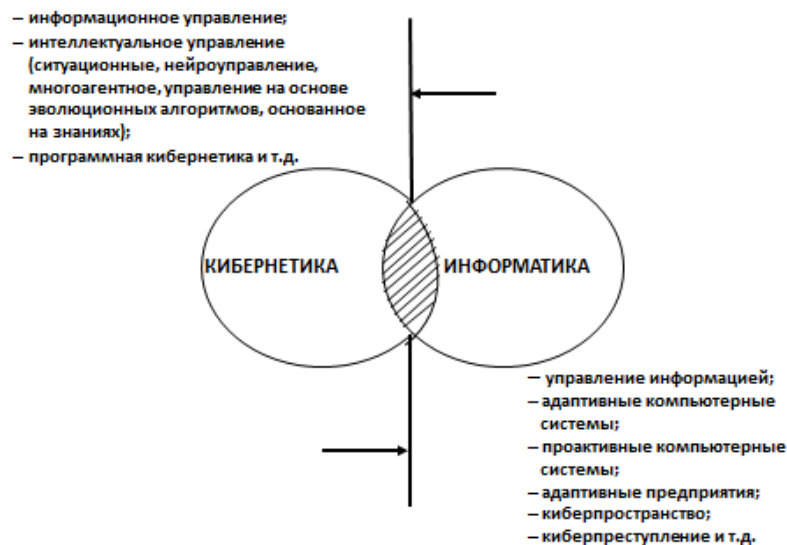 – информационное управление;
– интеллектуальное управление
(ситуационные, нейроуправление,
многоагентное, управление на основе
эволюционных алгоритмов, основанное
на знаниях);
– программная кибернетика и т.д.
КИБЕРНЕТИКА
ИНФОРМАТИКА
– управление информацией;
– адаптивные компьютерные
системы;
– проактивные компьютерные
системы;
– адаптивные предприятия;
– киберпространство;
– киберпреступление и т.д.